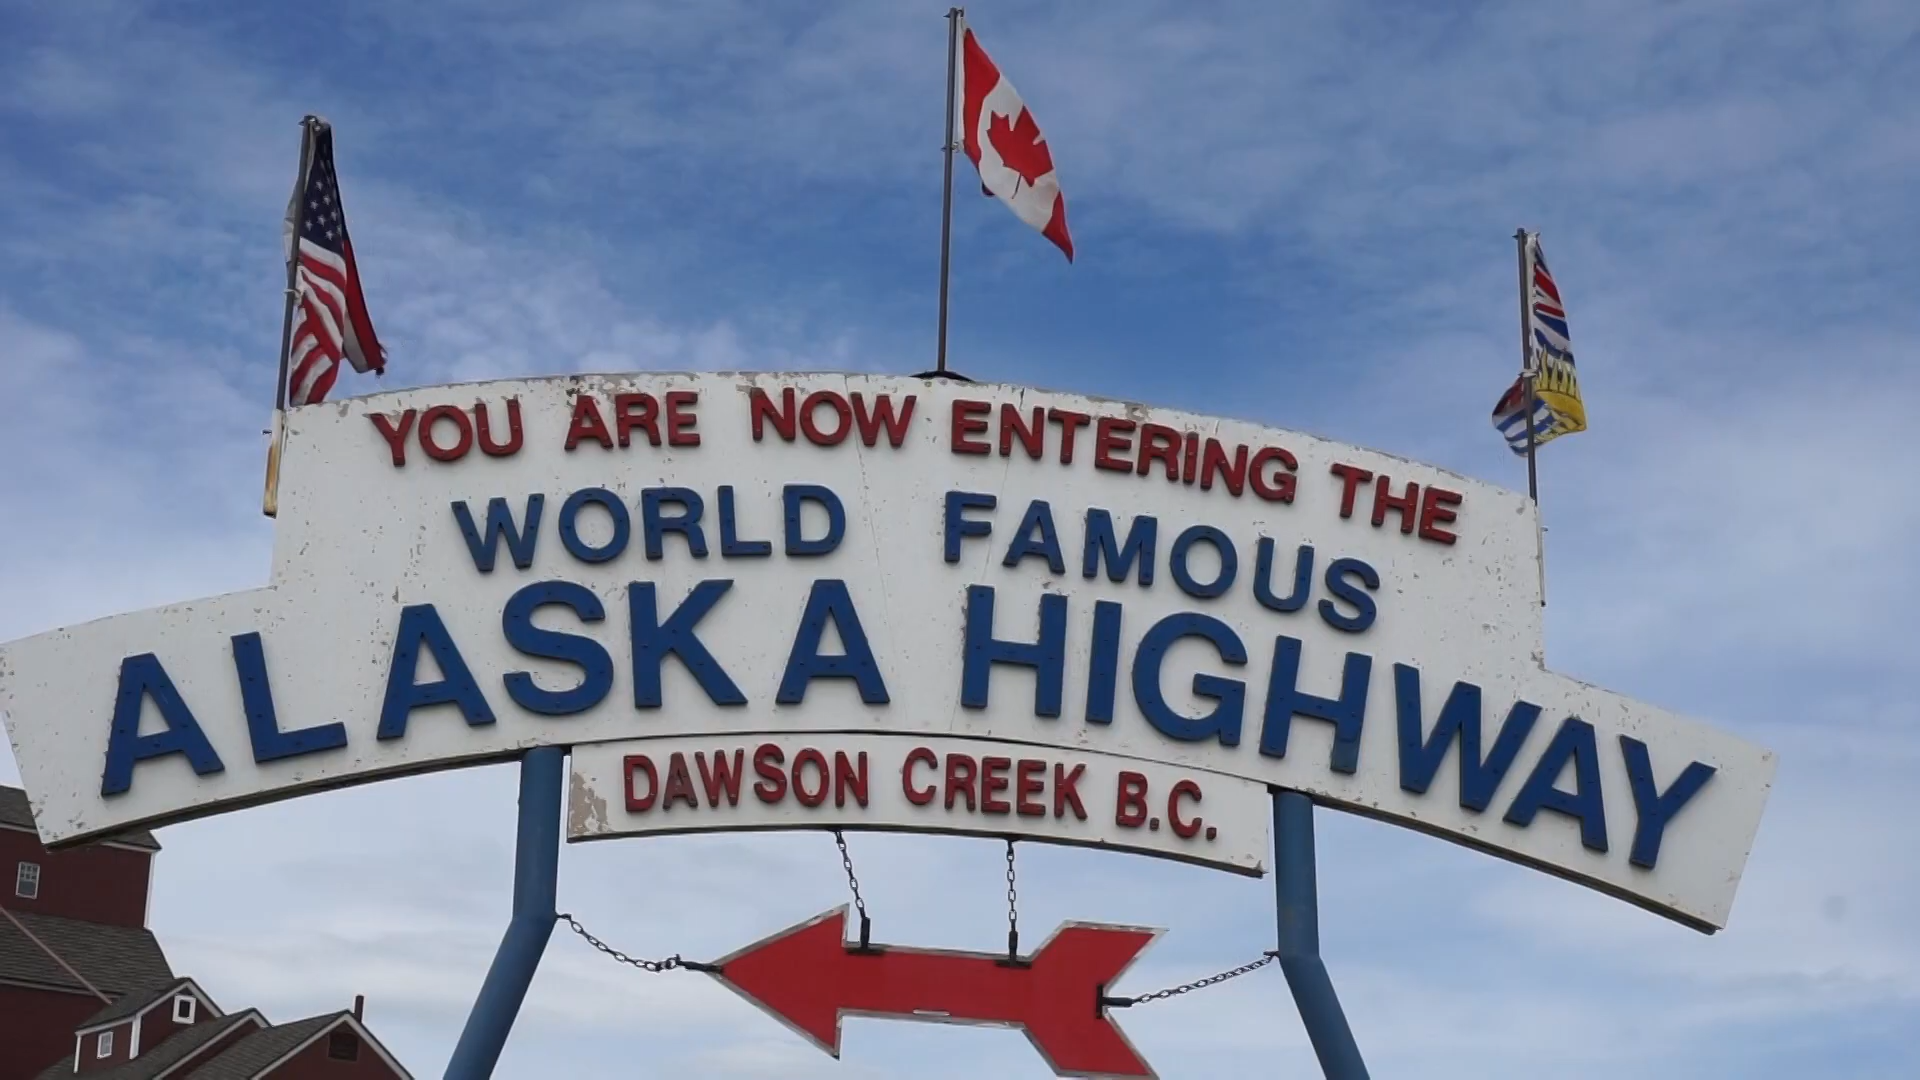 YOU ARE NOW ENTERING THE
WORLD FAMOUS
ALASKA HIGHWAY
DAWSON CREEK B.C.